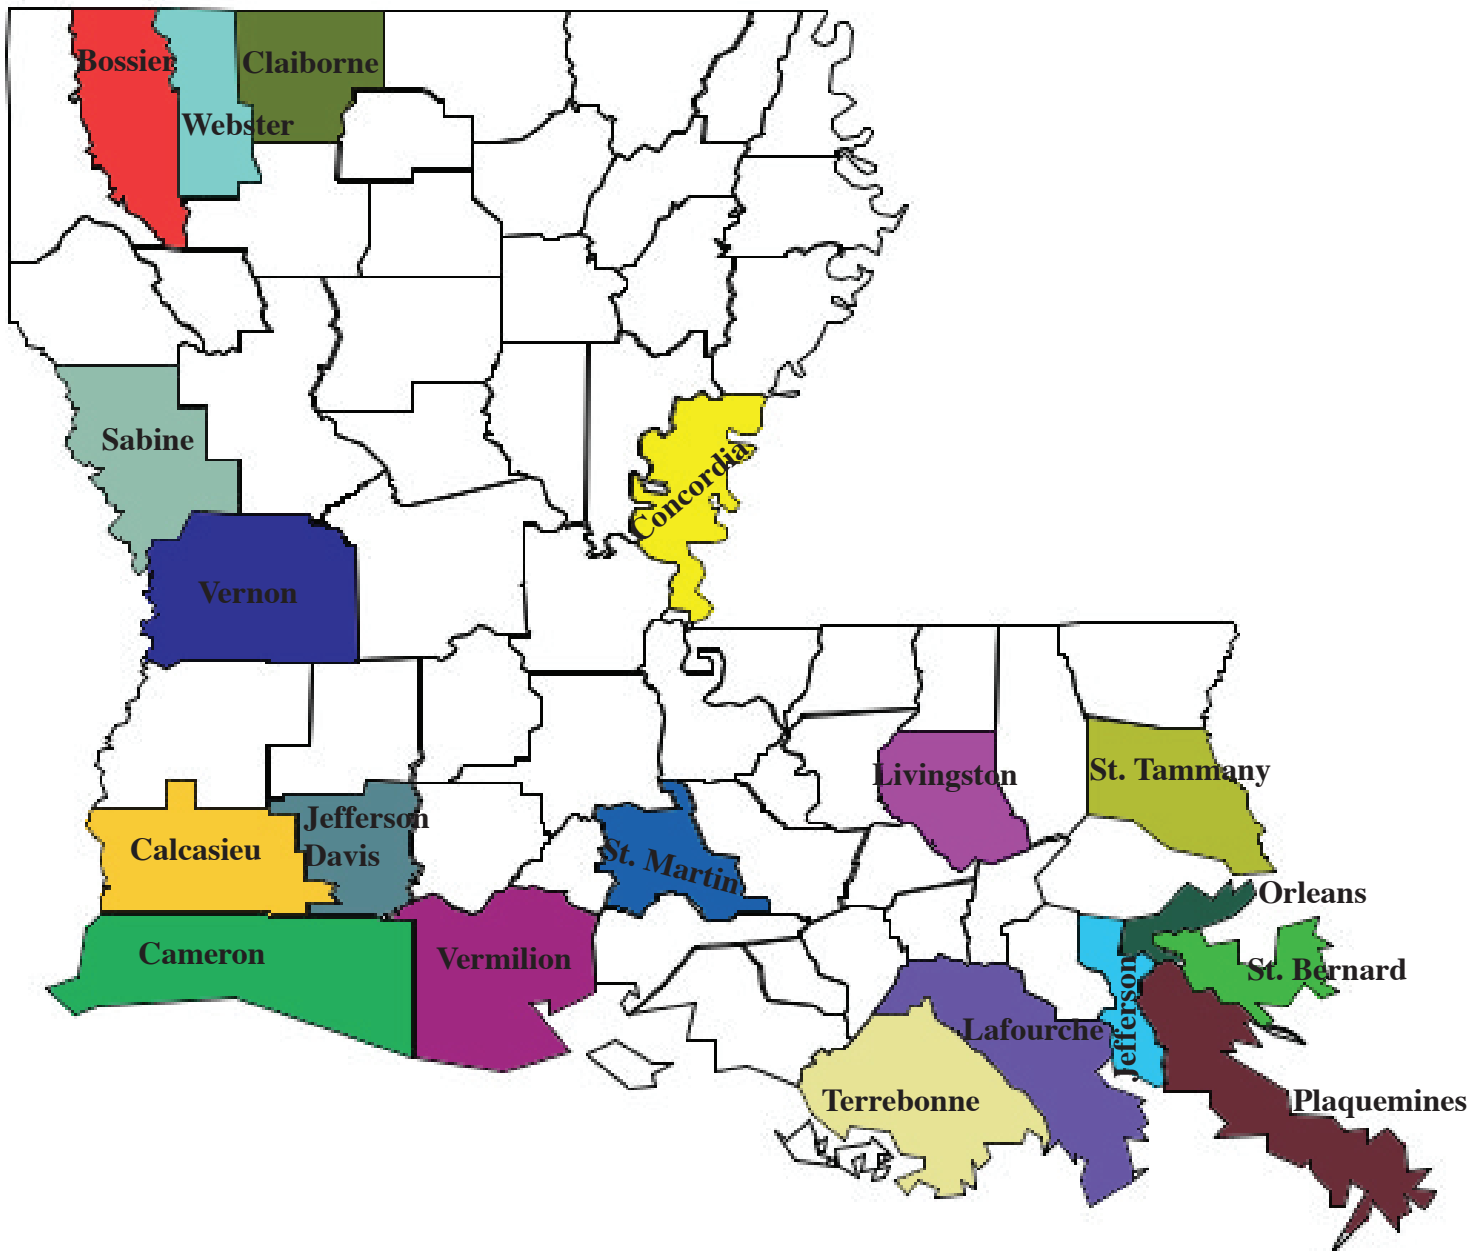 Bossier
Claiborne
Webster
Sabine
Concordia
Vernon
Livingston
St. Tammany
Jefferson
Davis
Calcasieu
St. Martin
Orleans
Cameron
Vermilion
St. Bernard
Jefferson
Lafourche
Terrebonne
Plaquemines